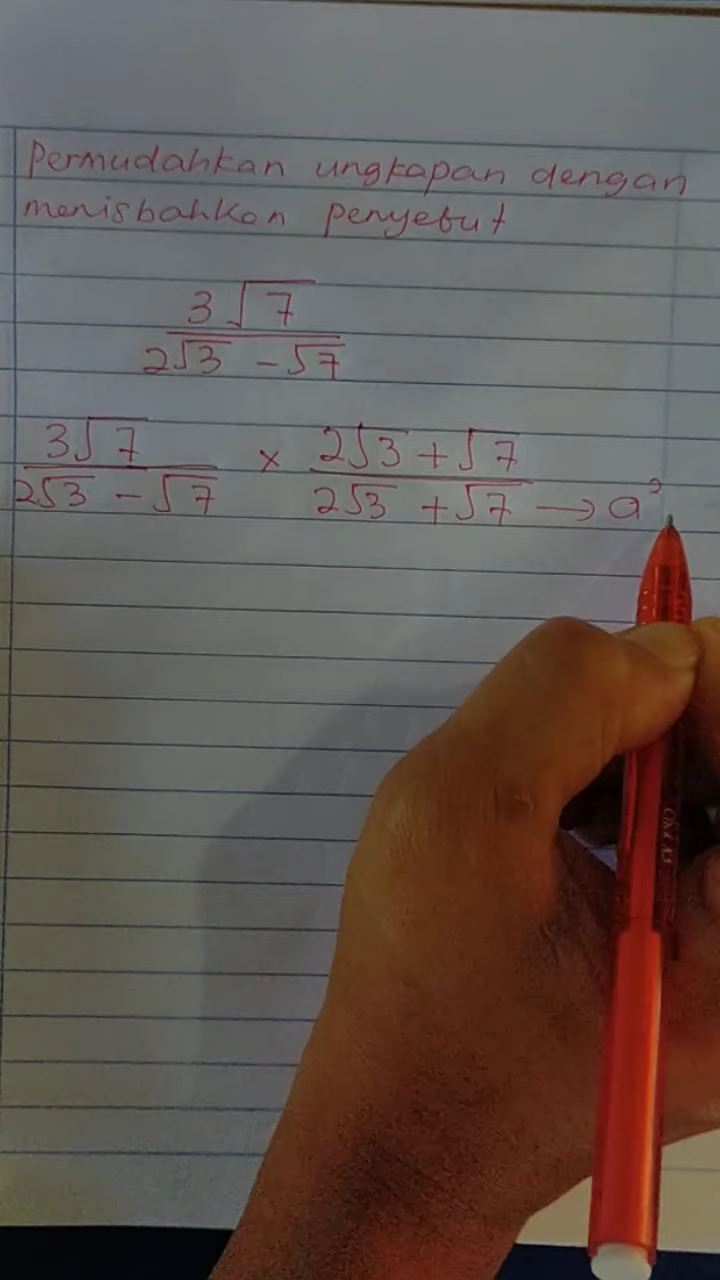 Permudahkan ungkapan dengan
menisbahkan penyebut
3√7
2√3 - √7
3√7 × 2√3 + √7
2√3 - √7 2√3 + √7 → a²